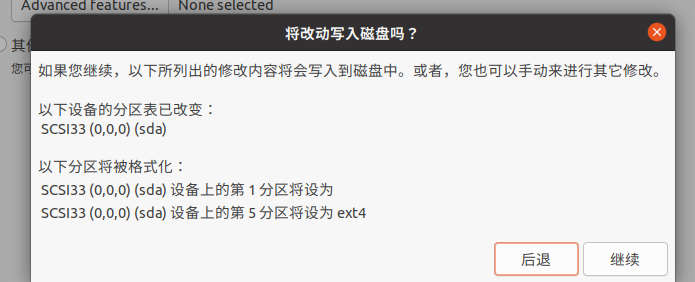 Advanced features...
None selected
将改动写入磁盘吗？
其他
如果您继续，以下所列出的修改内容将会写入到磁盘中。或者，您也可以手动来进行其它修改。
您可
以下设备的分区表已改变：
SCSI33 (0,0,0) (sda)
以下分区将被格式化：
SCSI33 (0,0,0) (sda) 设备上的第 1 分区将设为
SCSI33 (0,0,0) (sda) 设备上的第 5 分区将设为 ext4
后退
继续